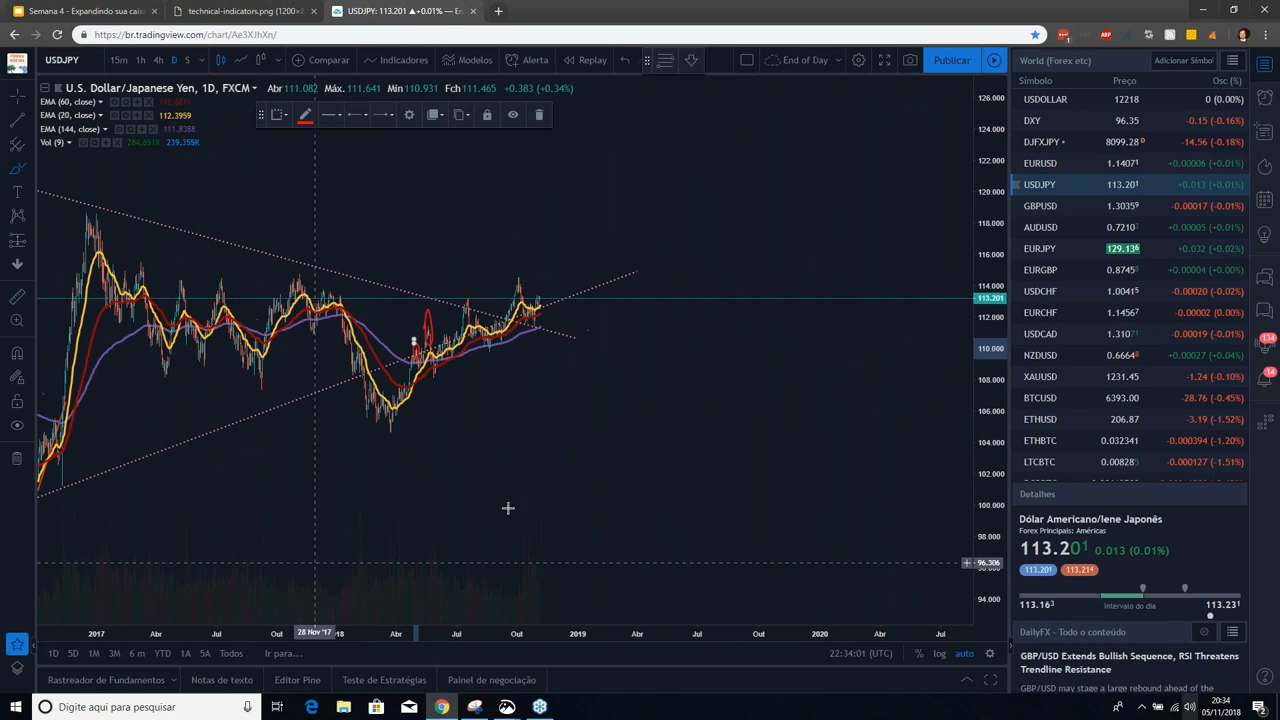 Semana 4 - Expandindo sua caix
technical-indicators.png (1200×8
USDJPY: 113.201 ▲+0.01% — En
https://br.tradingview.com/chart/Ae3XJhXn/
USDJPY 15m 1h 4h D S Comparar Indicadores Modelos Alerta Replay End of Day Publicar
World (Forex etc) Adicionar Símbol
U.S. Dollar/Japanese Yen, 1D, FXCM Abr 111.082 Máx. 111.641 Mín 110.931 Fch 111.465 +0.383 (+0.34%)
EMA (60, close)
EMA (20, close) 112.3959
EMA (144, close) 111.8388
Vol (9) 284.691K 239.355K
126.000
124.000
122.000
120.000
118.000
116.000
114.000
113.201
112.000
110.000
108.000
106.000
104.000
102.000
100.000
98.000
96.306
94.000
2017 Abr Jul Out 28 Nov '17 18 Abr Jul Out 2019 Abr Jul Out 2020 Abr Jul
1D 5D 1M 3M 6 m YTD 1A 5A Todos Ir para... 22:34:01 (UTC) % log auto
Rastreador de Fundamentos Notas de texto Editor Pine Teste de Estratégias Painel de negociação
Símbolo Preço Osc (%)
USDOLLAR 12218 0 (0.00%)
DXY 96.35 -0.15 (-0.16%)
DJFXJPY 8099.28 D -14.56 (-0.18%)
EURUSD 1.14071 +0.00006 (+0.01%)
USDJPY 113.201 +0.013 (+0.01%)
GBPUSD 1.30359 -0.00017 (-0.01%)
AUDUSD 0.72103 +0.00005 (+0.01%)
EURJPY 129.136 +0.032 (+0.02%)
EURGBP 0.87453 +0.00004 (+0.00%)
USDCHF 1.00415 -0.00020 (-0.02%)
EURCHF 1.14567 -0.00002 (0.00%)
USDCAD 1.31071 -0.00019 (-0.01%)
NZDUSD 0.66648 +0.00027 (+0.04%)
XAUUSD 1231.45 -1.24 (-0.10%)
BTCUSD 6393.00 -28.76 (-0.45%)
ETHUSD 206.87 -3.19 (-1.52%)
ETHBTC 0.032341 -0.000394 (-1.20%)
LTCBTC 0.008285 -0.000127 (-1.51%)
Detalhes
Dólar Americano/Iene Japonês
Forex Principais: Américas
113.201 0.013 (0.01%)
113.201 113.214
113.163 Intervalo do dia 113.231
DailyFX - Todo o conteúdo
GBP/USD Extends Bullish Sequence, RSI Threatens
Trendline Resistance
GBP/USD may stage a large rebound ahead of the
134
14
Digite aqui para pesquisar
20:34
05/11/2018
2